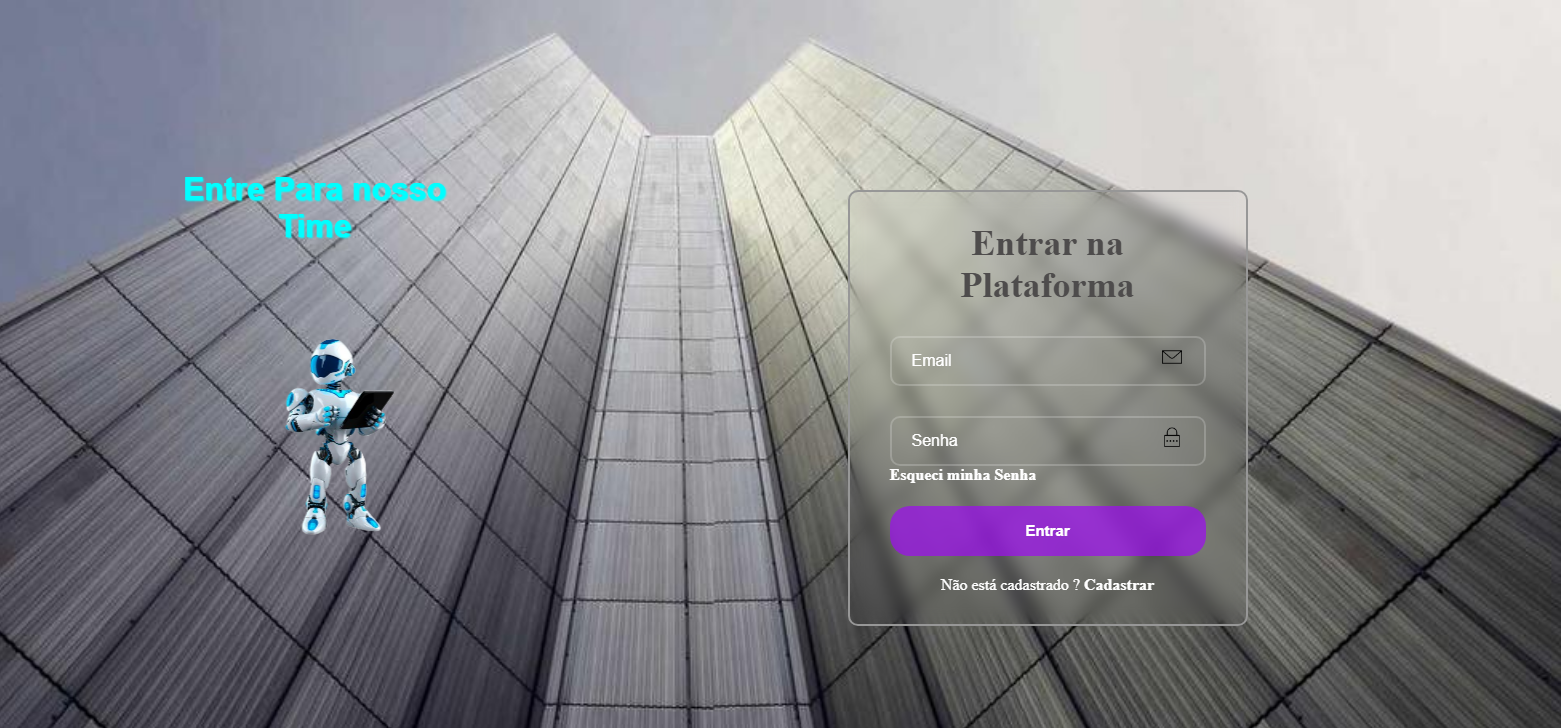 Entre Para nosso
Time
Entrar na
Plataforma
Email
Senha
Esqueci minha Senha
Entrar
Não está cadastrado ? Cadastrar